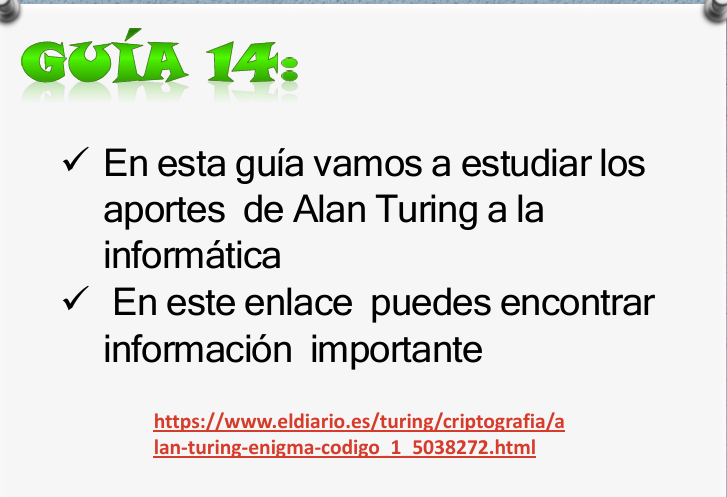 GUÍA 14:
✓ En esta guía vamos a estudiar los
aportes de Alan Turing a la
informática
✓ En este enlace puedes encontrar
información importante
https://www.eldiario.es/turing/criptografia/a
lan-turing-enigma-codigo_1_5038272.html